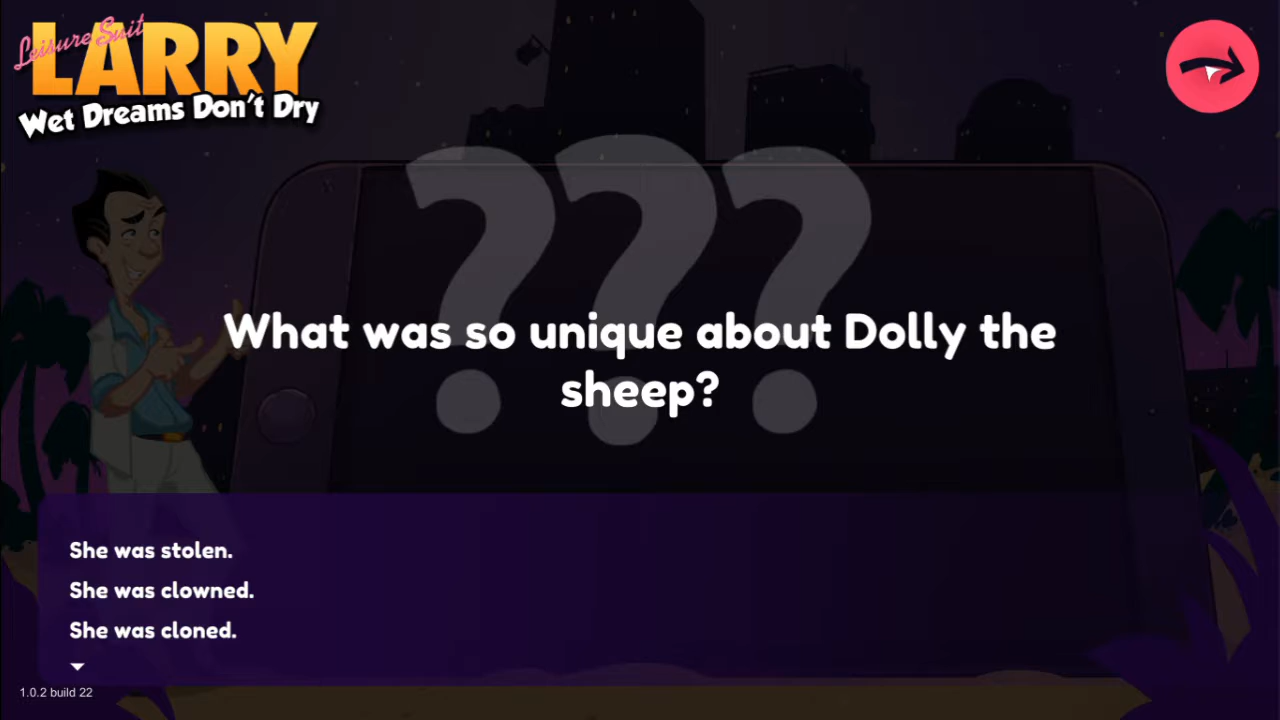 Leisure Suit
LARRY
Wet Dreams Don't Dry
???
What was so unique about Dolly the
sheep?
She was stolen.
She was clowned.
She was cloned.
1.0.2 build 22